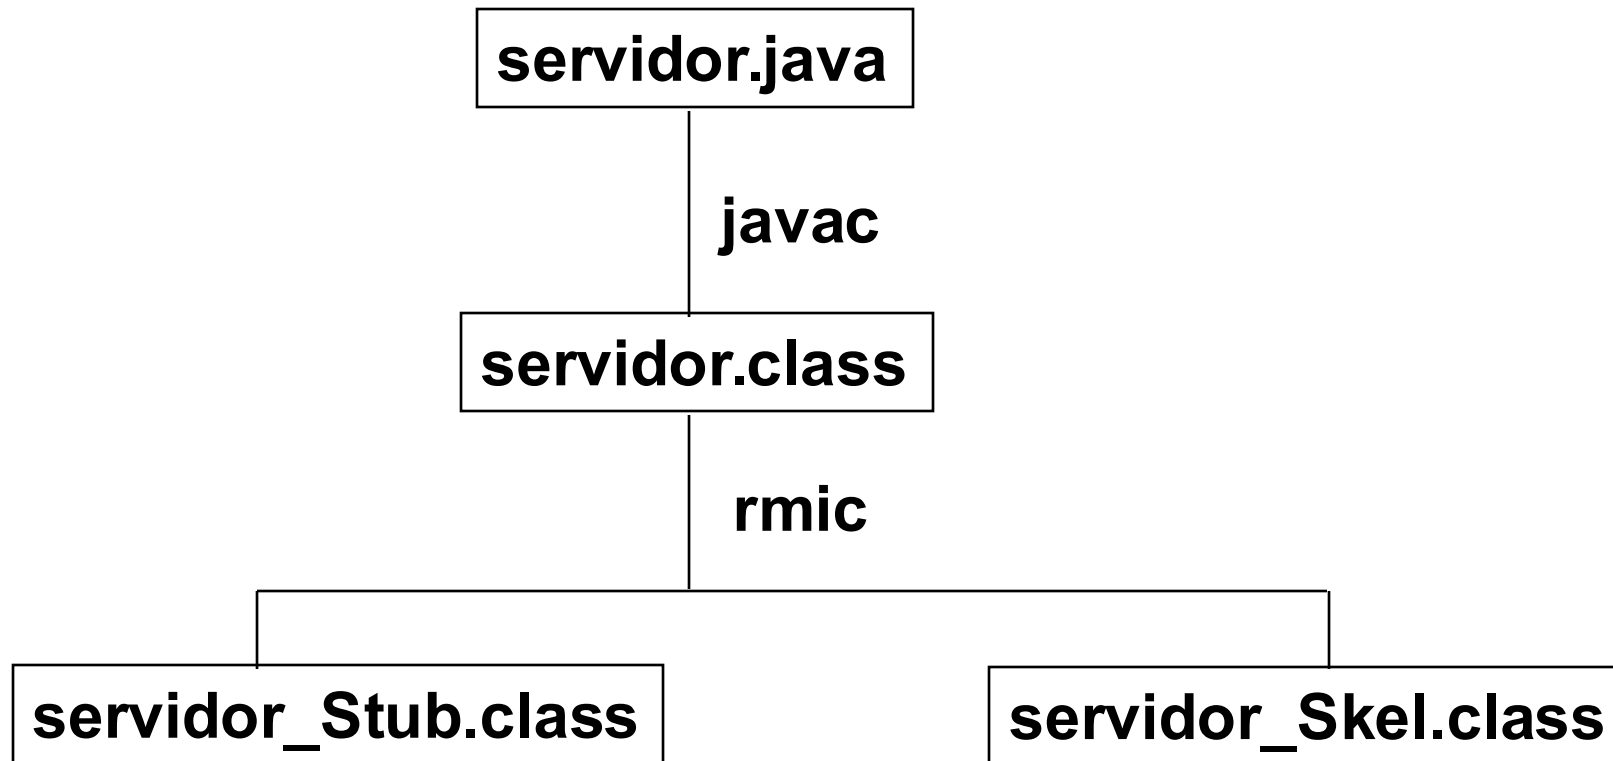 servidor.java
javac
servidor.class
rmic
servidor_Stub.class
servidor_Skel.class